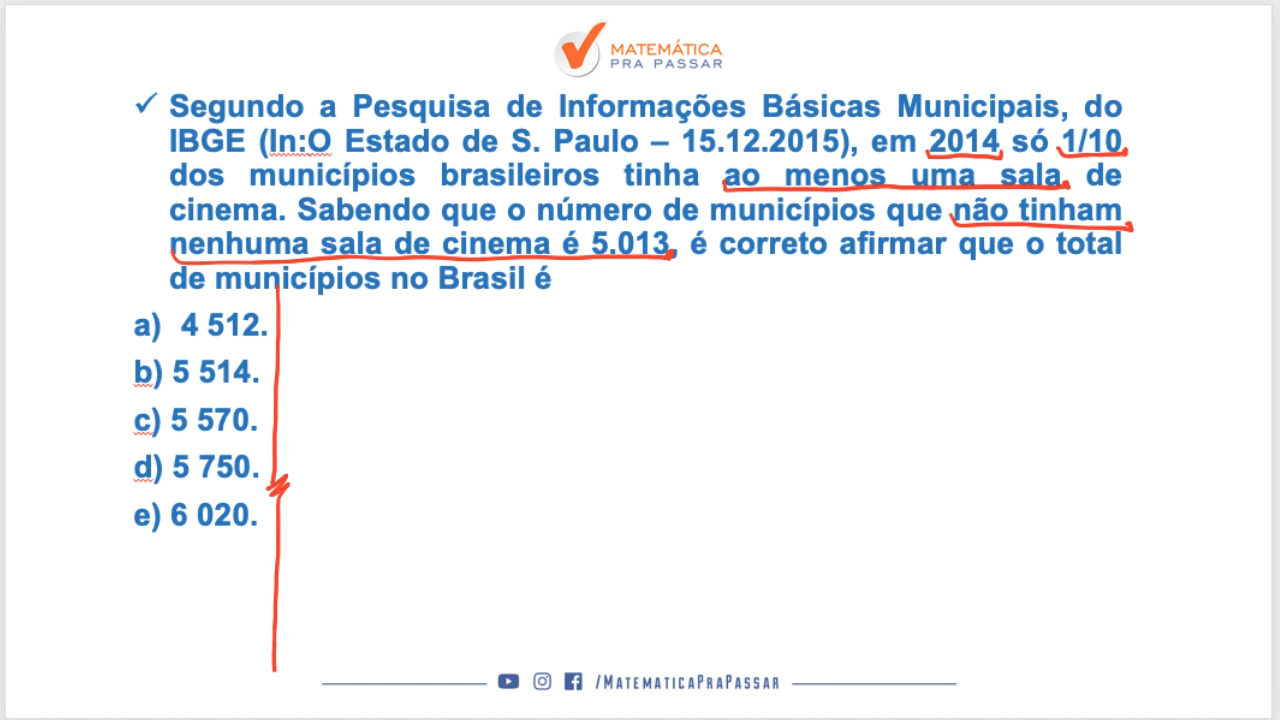 MATEMÁTICA
PRA PASSAR
✓ Segundo a Pesquisa de Informações Básicas Municipais, do
IBGE (In:O Estado de S. Paulo – 15.12.2015), em 2014 só 1/10
dos municípios brasileiros tinha ao menos uma sala de
cinema. Sabendo que o número de municípios que não tinham
nenhuma sala de cinema é 5.013, é correto afirmar que o total
de municípios no Brasil é
a) 4 512.
b) 5 514.
c) 5 570.
d) 5 750.
e) 6 020.
/MATEMATICAPRAPASSAR